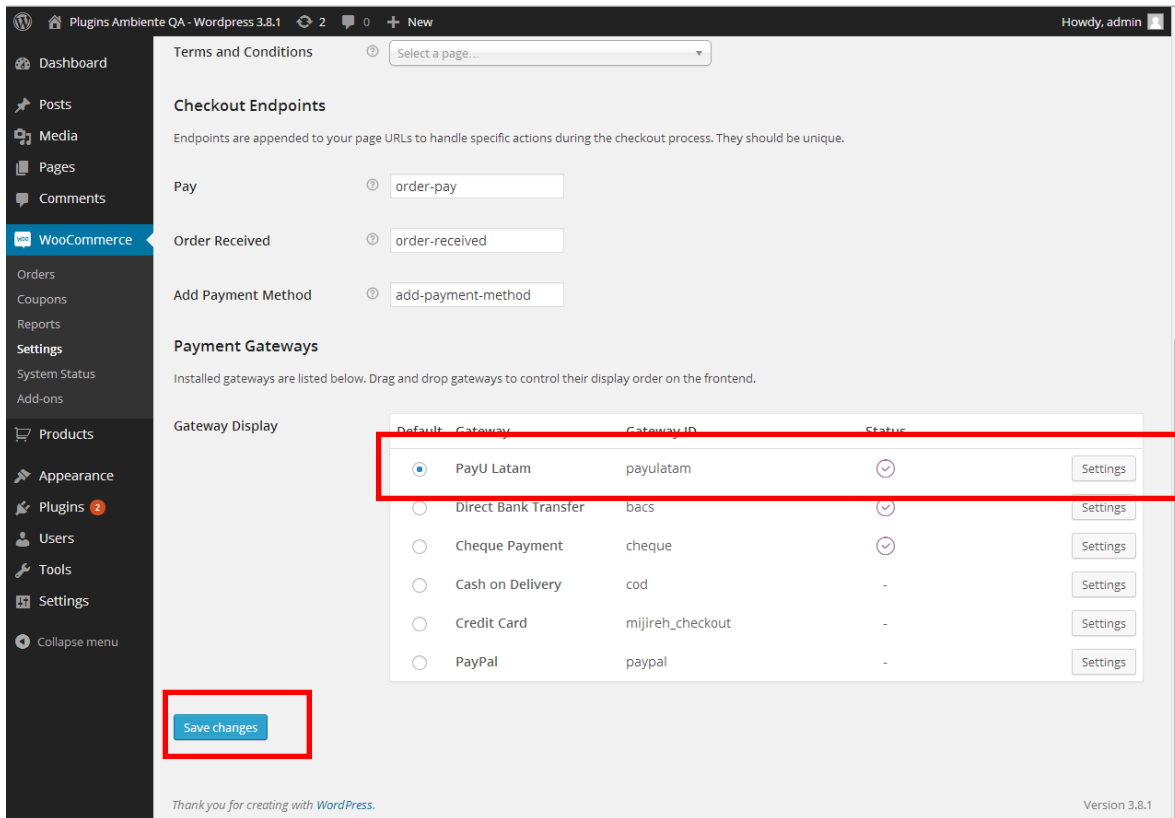 Plugins Ambiente QA - Wordpress 3.8.1 2 0 + New Howdy, admin
Dashboard
Posts
Media
Pages
Comments
WooCommerce
Orders
Coupons
Reports
Settings
System Status
Add-ons
Products
Appearance
Plugins 2
Users
Tools
Settings
Collapse menu
Terms and Conditions ? Select a page...
Checkout Endpoints
Endpoints are appended to your page URLs to handle specific actions during the checkout process. They should be unique.
Pay ? order-pay
Order Received ? order-received
Add Payment Method ? add-payment-method
Payment Gateways
Installed gateways are listed below. Drag and drop gateways to control their display order on the frontend.
Gateway Display
Default Gateway Gateway ID Status
PayU Latam payulatam Settings
Direct Bank Transfer bacs Settings
Cheque Payment cheque Settings
Cash on Delivery cod - Settings
Credit Card mijireh_checkout - Settings
PayPal paypal - Settings
Save changes
Thank you for creating with WordPress. Version 3.8.1